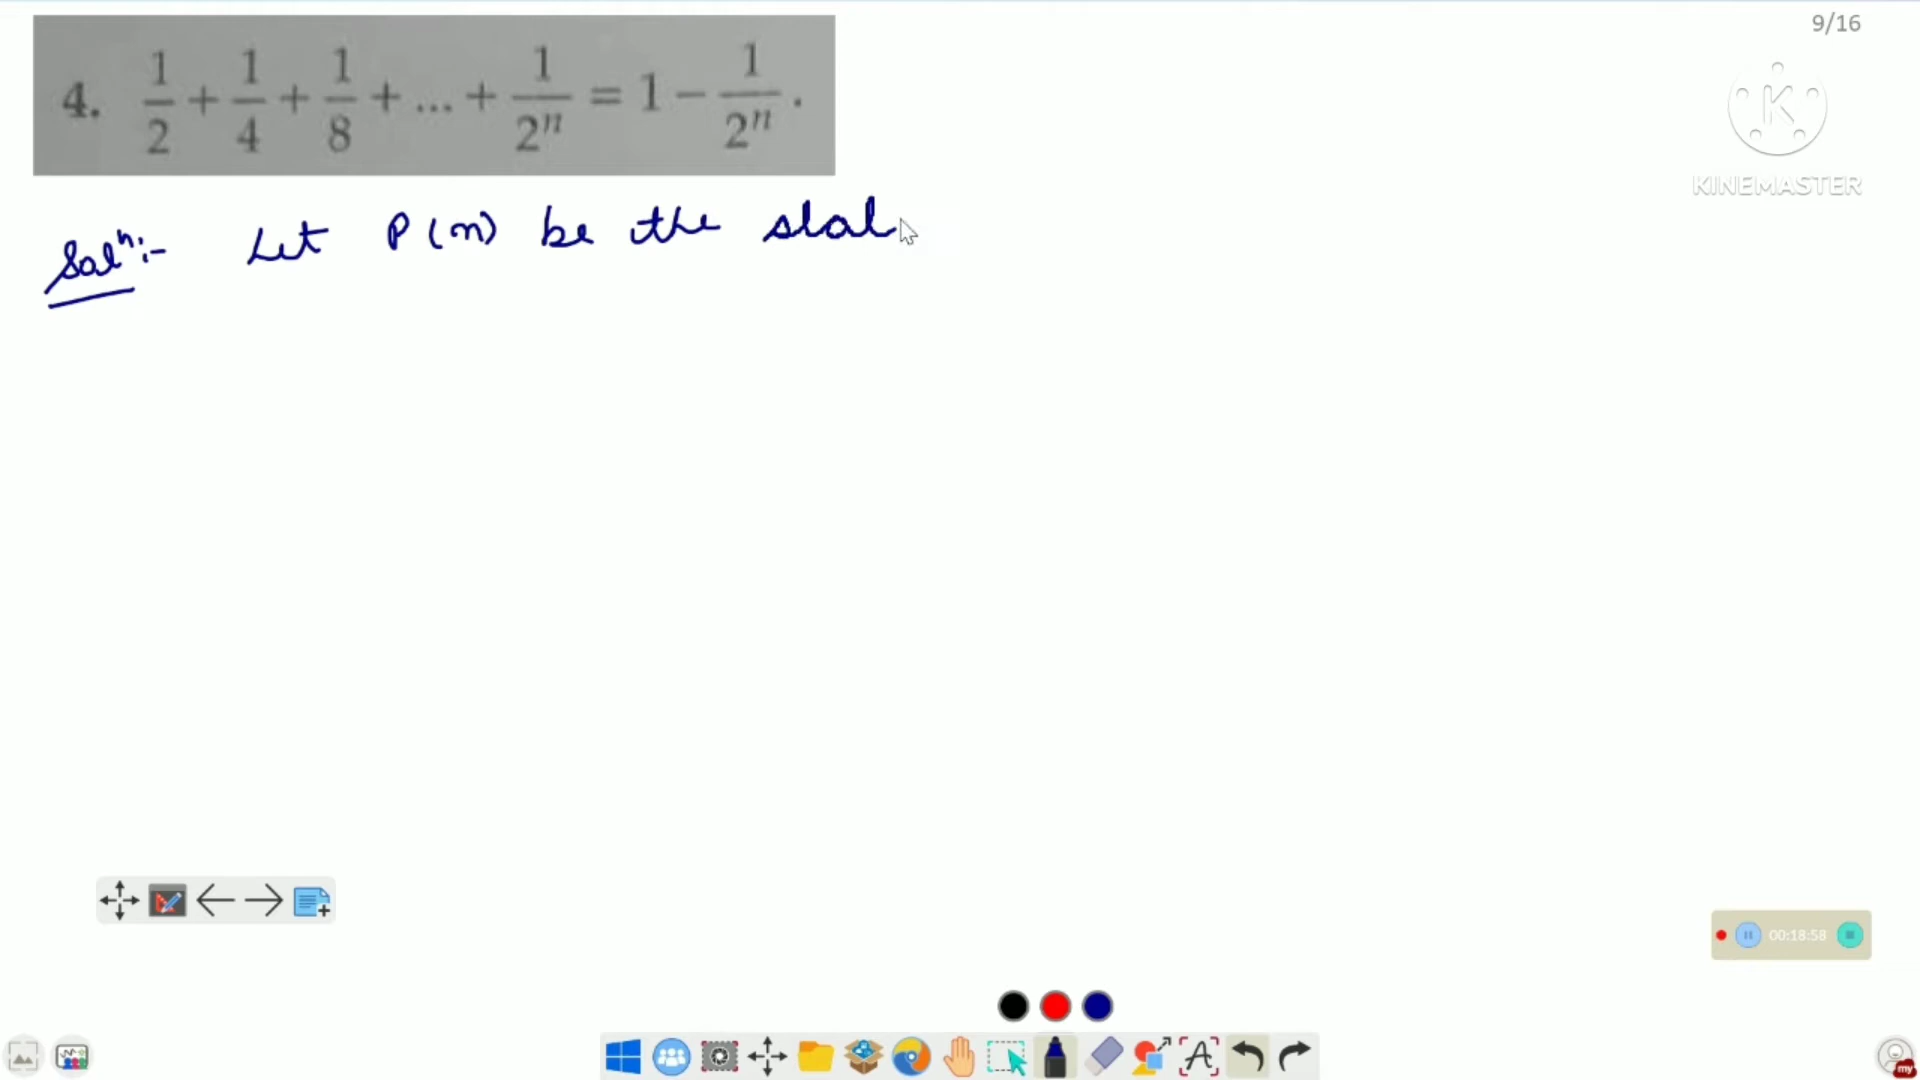 9/16
4. 1/2 + 1/4 + 1/8 + ... + 1/2ⁿ = 1 − 1/2ⁿ.
KINEMASTER
Solⁿ:- Let P(n) be the stat
00:18:58
my